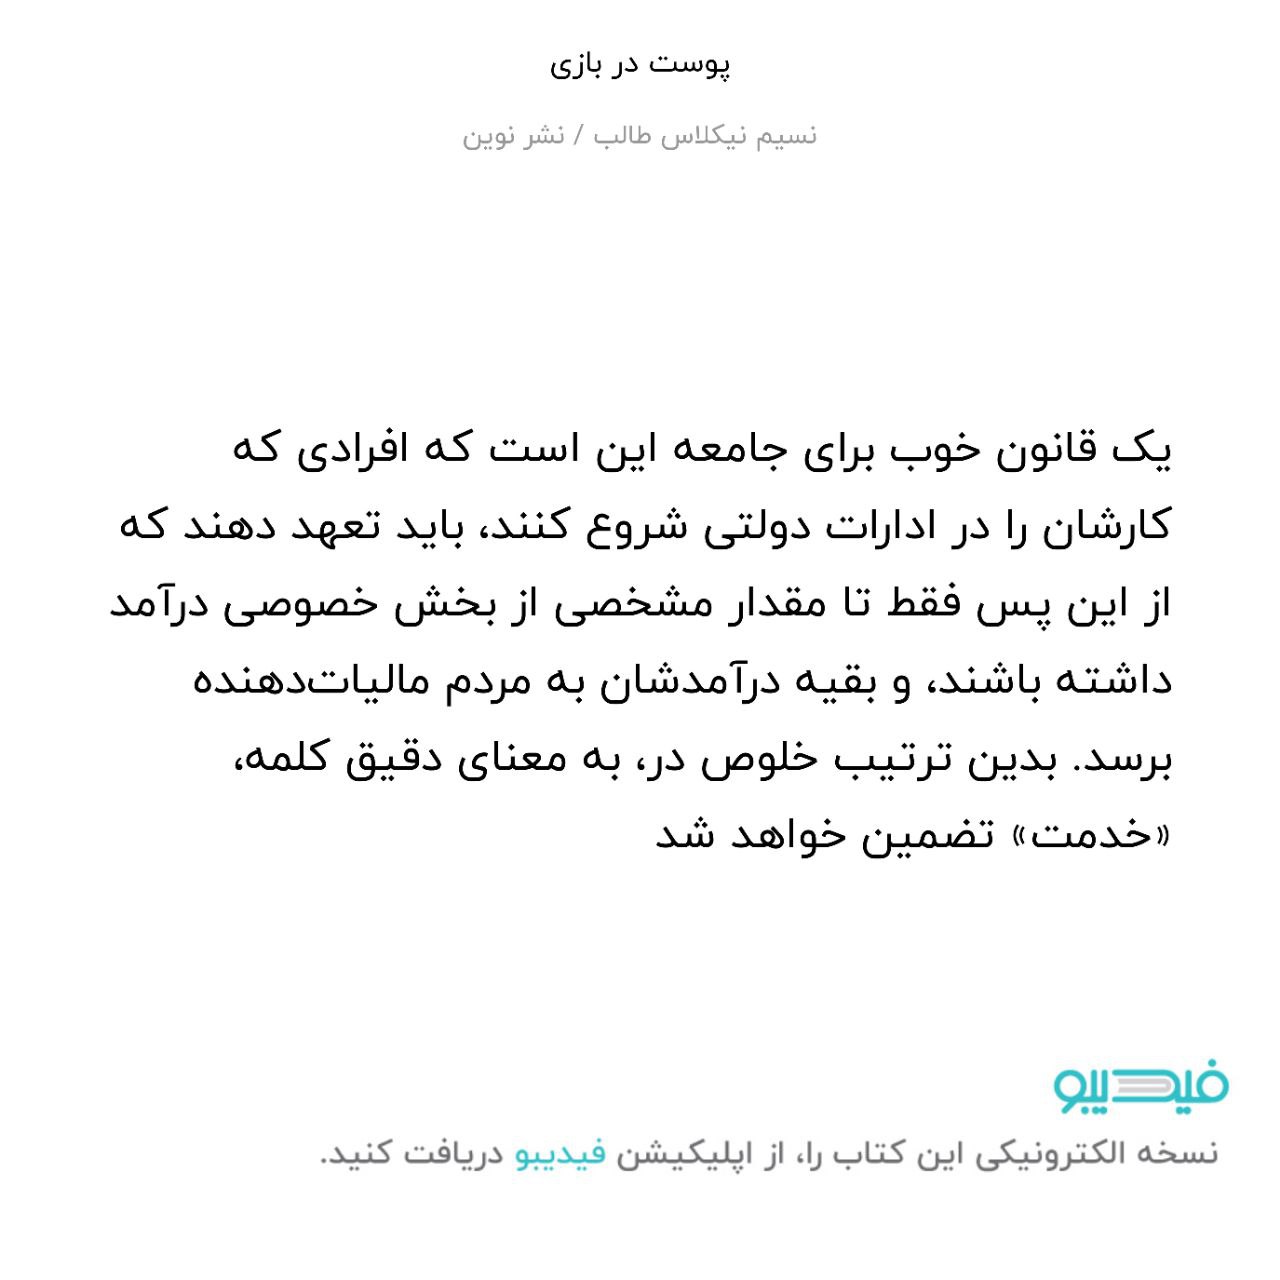 پوست در بازی
نسیم نیکلاس طالب / نشر نوین
یک قانون خوب برای جامعه این است که افرادی که
کارشان را در ادارات دولتی شروع کنند، باید تعهد دهند که
از این پس فقط تا مقدار مشخصی از بخش خصوصی درآمد
داشته باشند، و بقیه درآمدشان به مردم مالیات‌دهنده
برسد. بدین ترتیب خلوص در، به معنای دقیق کلمه،
«خدمت» تضمین خواهد شد
فیدیبو
نسخه الکترونیکی این کتاب را، از اپلیکیشن فیدیبو دریافت کنید.